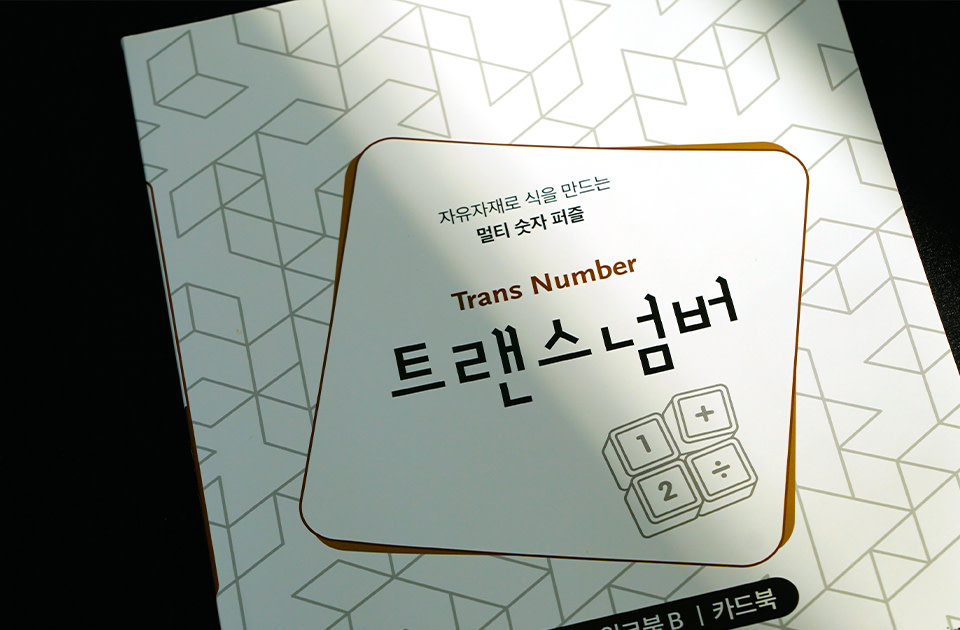 자유자재로 식을 만드는
멀티 숫자 퍼즐
Trans Number
트랜스넘버
1 +
2 ÷
북 B | 카드북